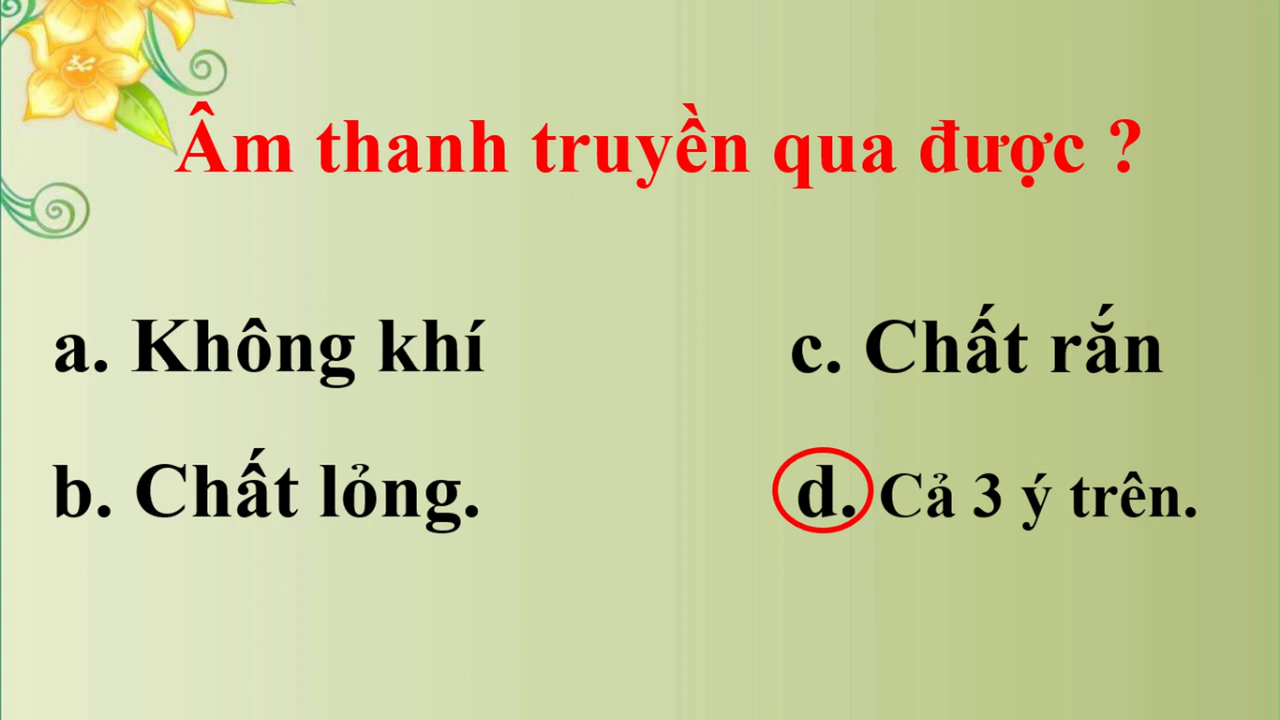 Âm thanh truyền qua được ?
a. Không khí
b. Chất lỏng.
c. Chất rắn
d. Cả 3 ý trên.